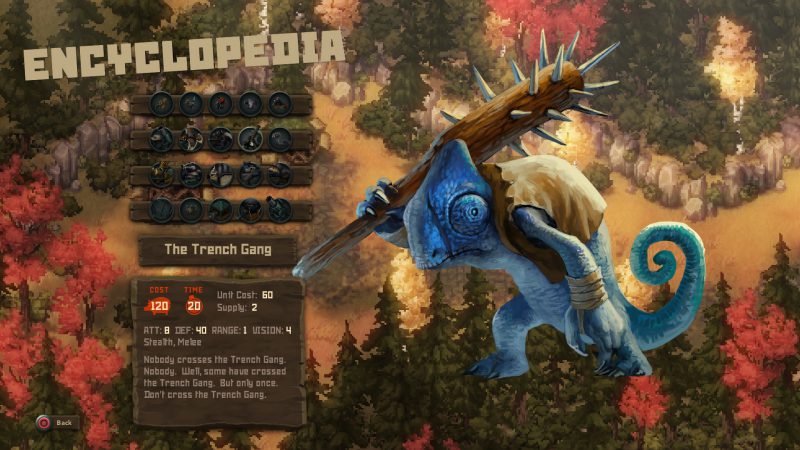 ENCYCLOPEDIA
The Trench Gang
COST TIME
120 20
Unit Cost: 60
Supply: 2
ATT: 8 DEF: 40 RANGE: 1 VISION: 4
Stealth, Melee
Nobody crosses the Trench Gang.
Nobody. Well, some have crossed
the Trench Gang. But only once.
Don't cross the Trench Gang.
Back